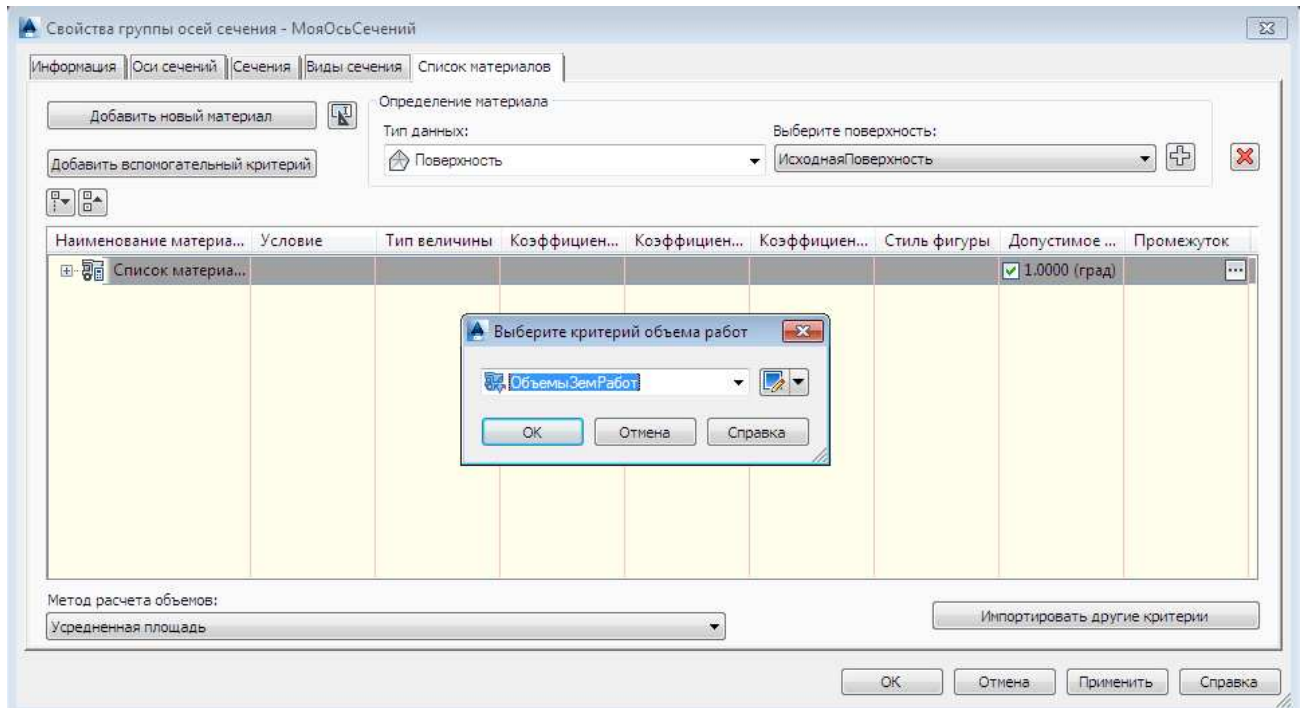 Свойства группы осей сечения - МояОсьСечений
Информация Оси сечений Сечения Виды сечения Список материалов
Добавить новый материал
Определение материала
Тип данных:
Выберите поверхность:
Поверхность
ИсходнаяПоверхность
Добавить вспомогательный критерий
Наименование материа... Условие Тип величины Коэффициен... Коэффициен... Коэффициен... Стиль фигуры Допустимое ... Промежуток
Список материа... 1.0000 (град) ...
Выберите критерий объема работ
ОбъемыЗемРабот
ОК Отмена Справка
Метод расчета объемов:
Усредненная площадь
Импортировать другие критерии
ОК Отмена Применить Справка